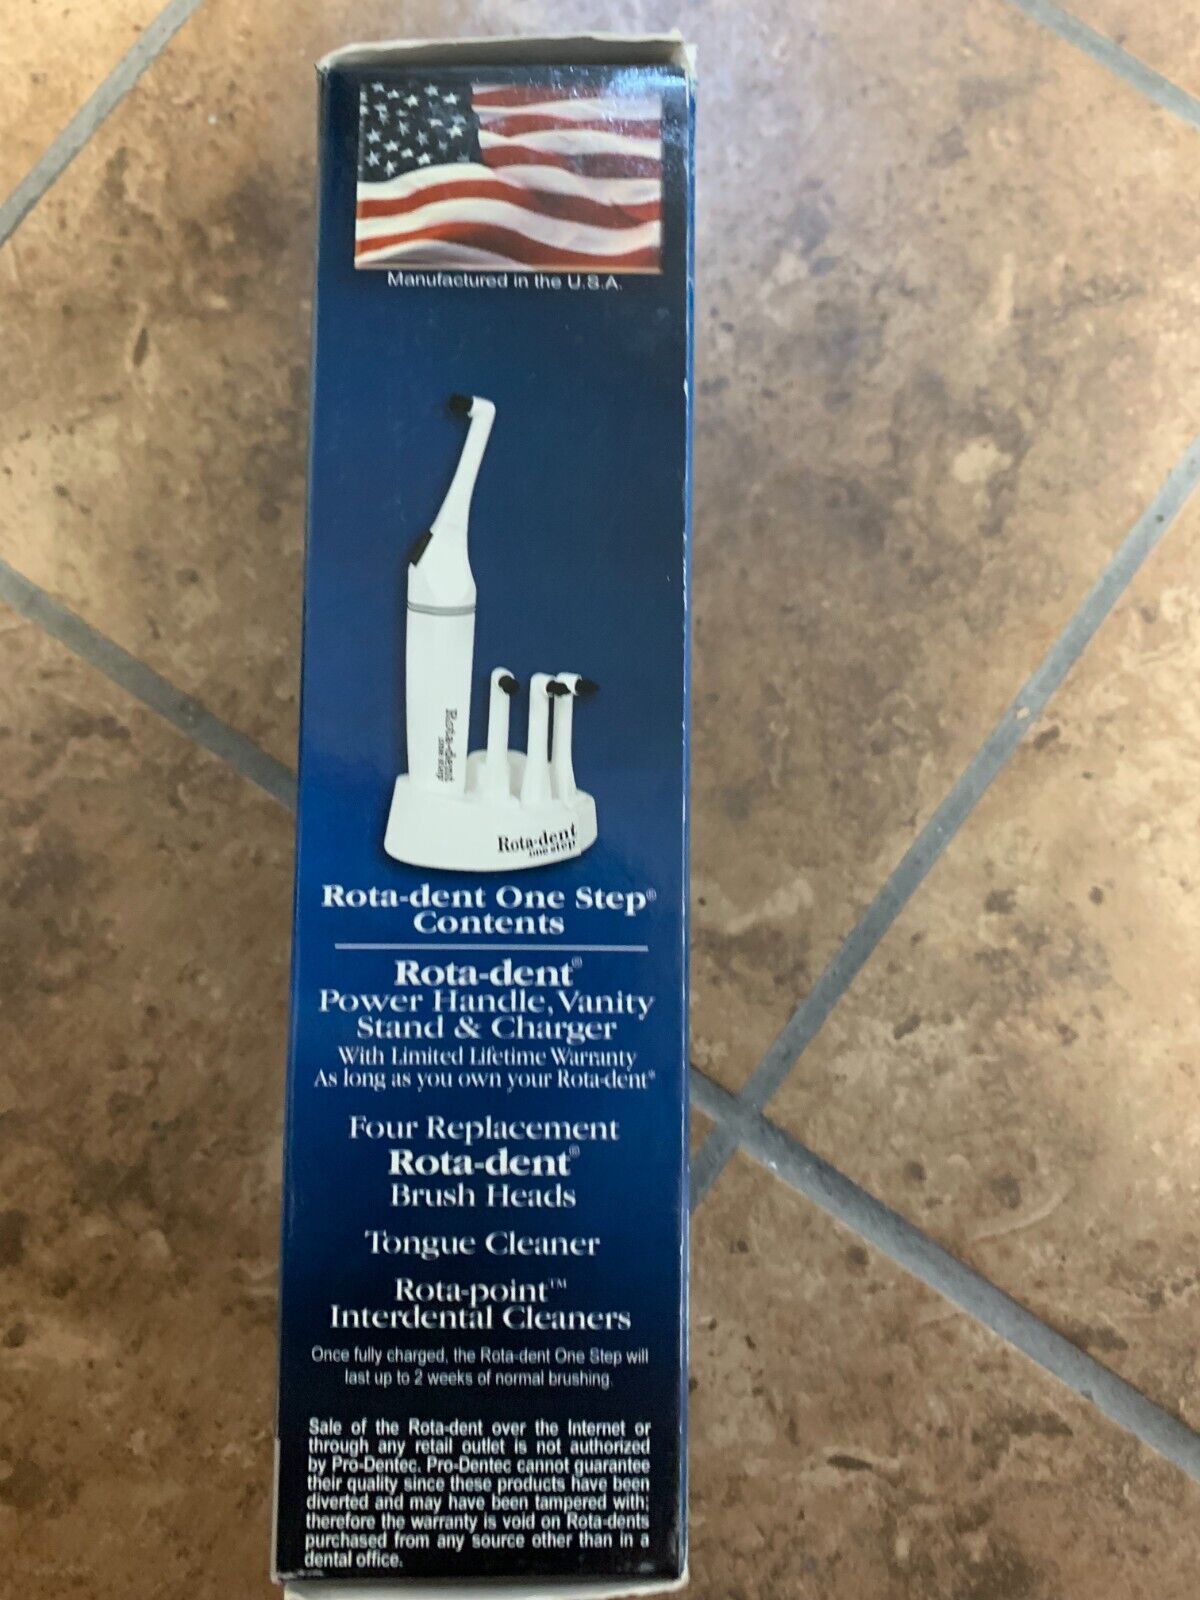 Manufactured in the U.S.A.
Rota-dent
one step
Rota-dent
one step
Rota-dent One Step®
Contents
Rota-dent®
Power Handle, Vanity
Stand & Charger
With Limited Lifetime Warranty
As long as you own your Rota-dent®
Four Replacement
Rota-dent®
Brush Heads
Tongue Cleaner
Rota-point™
Interdental Cleaners
Once fully charged, the Rota-dent One Step will
last up to 2 weeks of normal brushing.
Sale of the Rota-dent over the Internet or
through any retail outlet is not authorized
by Pro-Dentec. Pro-Dentec cannot guarantee
their quality since these products have been
diverted and may have been tampered with;
therefore the warranty is void on Rota-dents
purchased from any source other than in a
dental office.